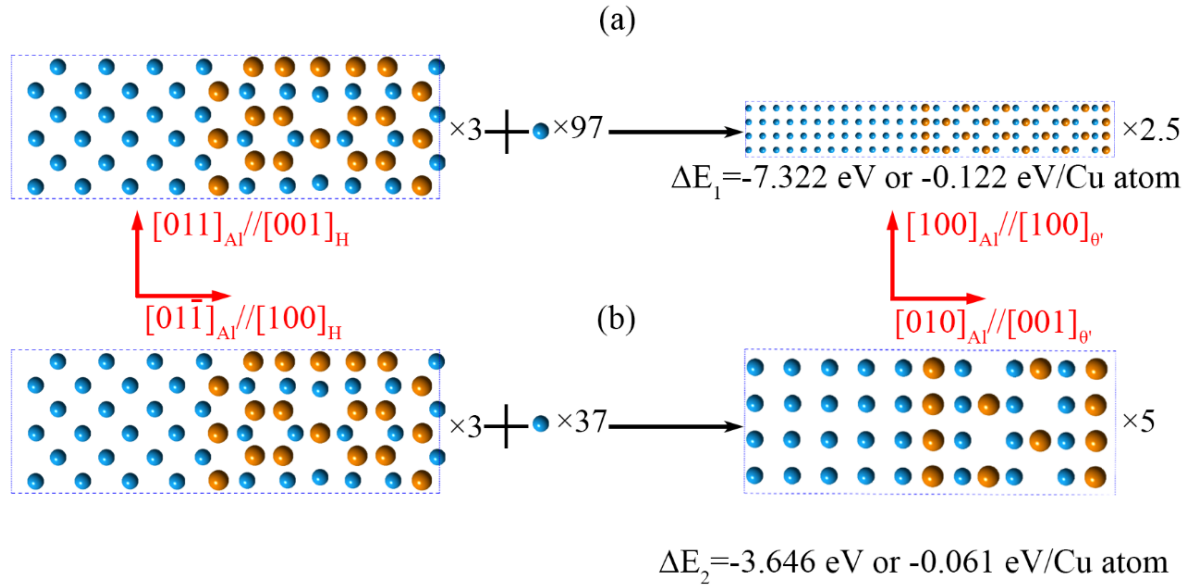 (a)
×3 + ×97 ×2.5
ΔE₁=-7.322 eV or -0.122 eV/Cu atom
[011]Al//[001]H
[100]Al//[100]θ'
[011̄]Al//[100]H
[010]Al//[001]θ'
(b)
×3 + ×37 ×5
ΔE₂=-3.646 eV or -0.061 eV/Cu atom